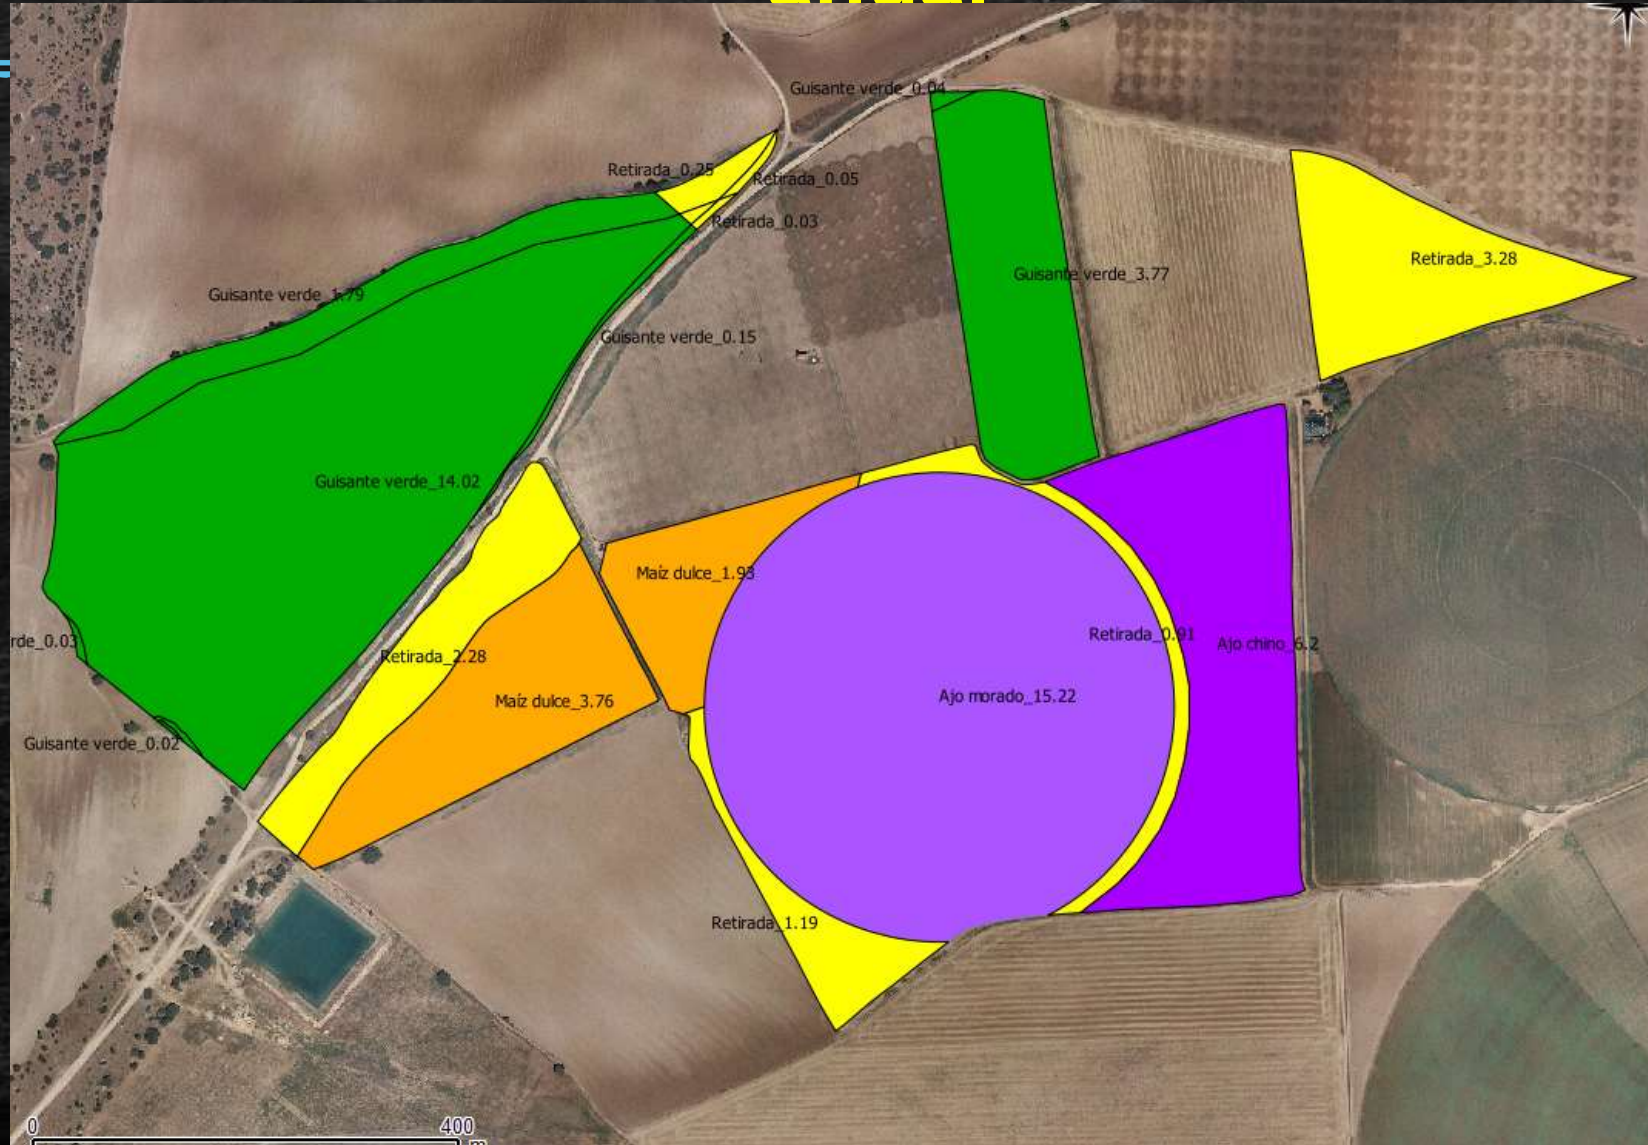 Guisante verde_0.04
Retirada_0.25
Retirada_0.05
Retirada_0.03
Retirada_3.28
Guisante verde_3.77
Guisante verde_1.79
Guisante verde_0.15
Guisante verde_14.02
Maíz dulce_1.93
Retirada_0.91
Ajo chino_6.2
rde_0.03
Retirada_2.28
Maíz dulce_3.76
Ajo morado_15.22
Guisante verde_0.02
Retirada_1.19
0
400
m